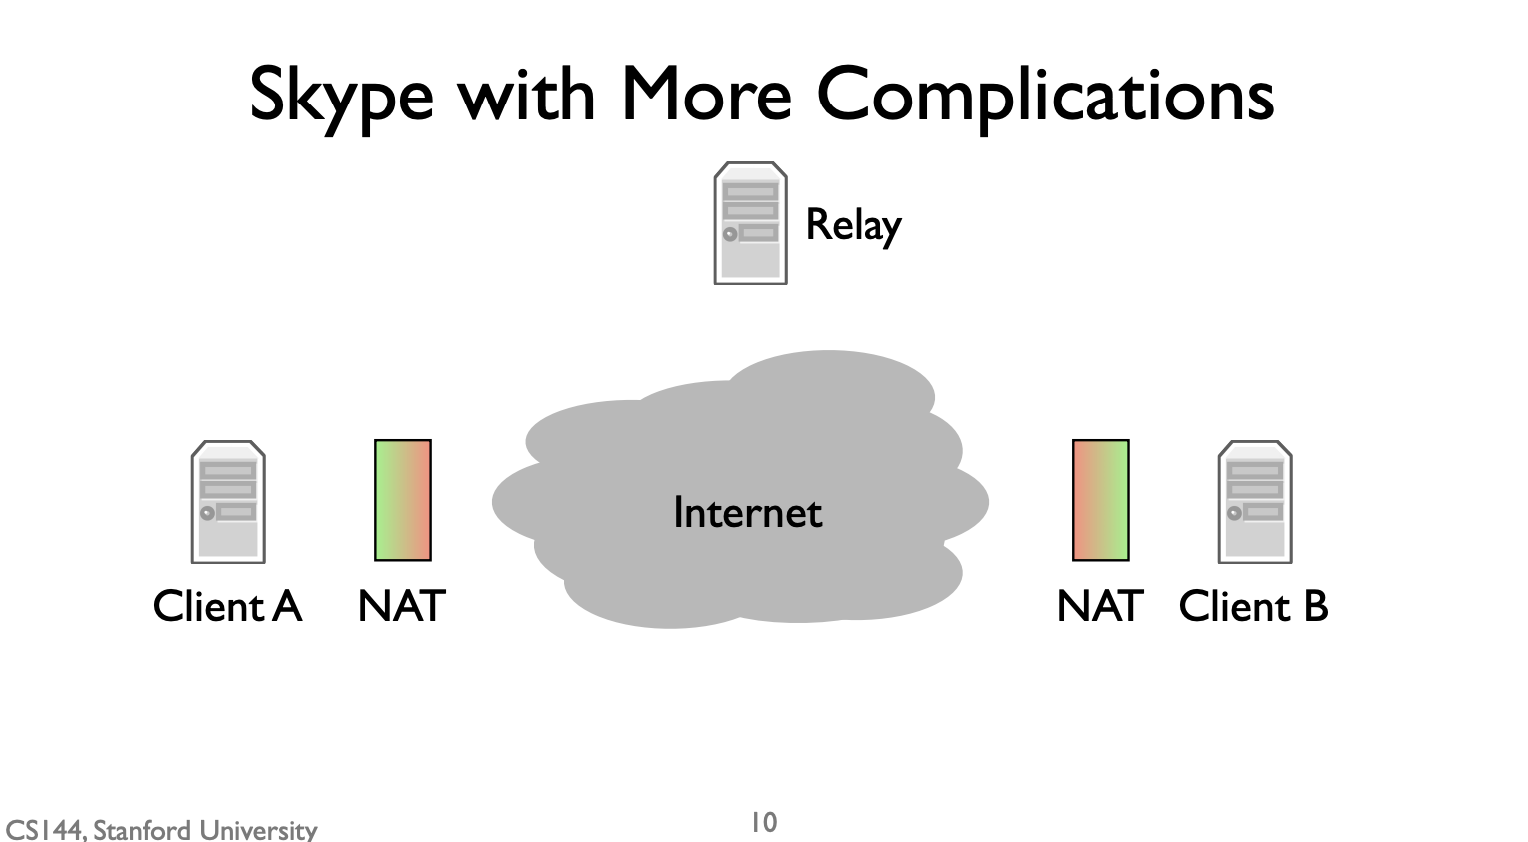 Skype with More Complications
Relay
Internet
Client A
NAT
NAT
Client B
CS144, Stanford University
10